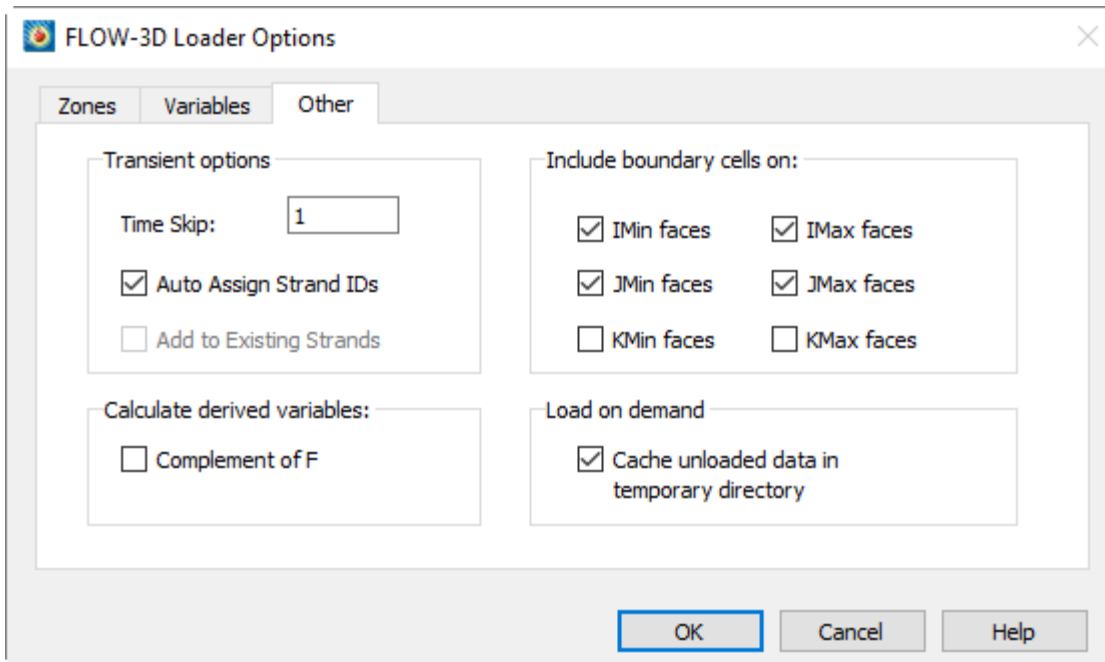 FLOW-3D Loader Options
Zones
Variables
Other
Transient options
Time Skip:
1
Auto Assign Strand IDs
Add to Existing Strands
Include boundary cells on:
IMin faces
IMax faces
JMin faces
JMax faces
KMin faces
KMax faces
Calculate derived variables:
Complement of F
Load on demand
Cache unloaded data in
temporary directory
OK
Cancel
Help